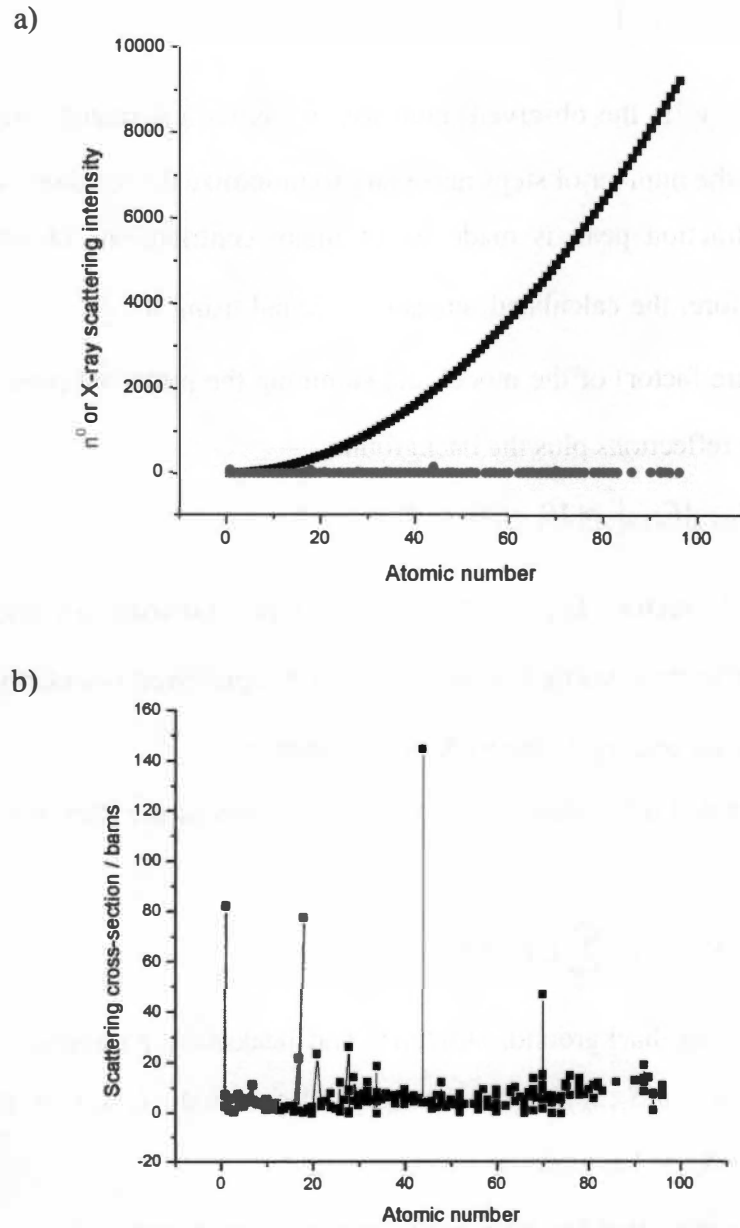 a)
10000
8000
6000
4000
2000
0
n⁰ or X-ray scattering intensity
0 20 40 60 80 100
Atomic number
b)
160
140
120
100
80
60
40
20
0
-20
Scattering cross-section / barns
0 20 40 60 80 100
Atomic number